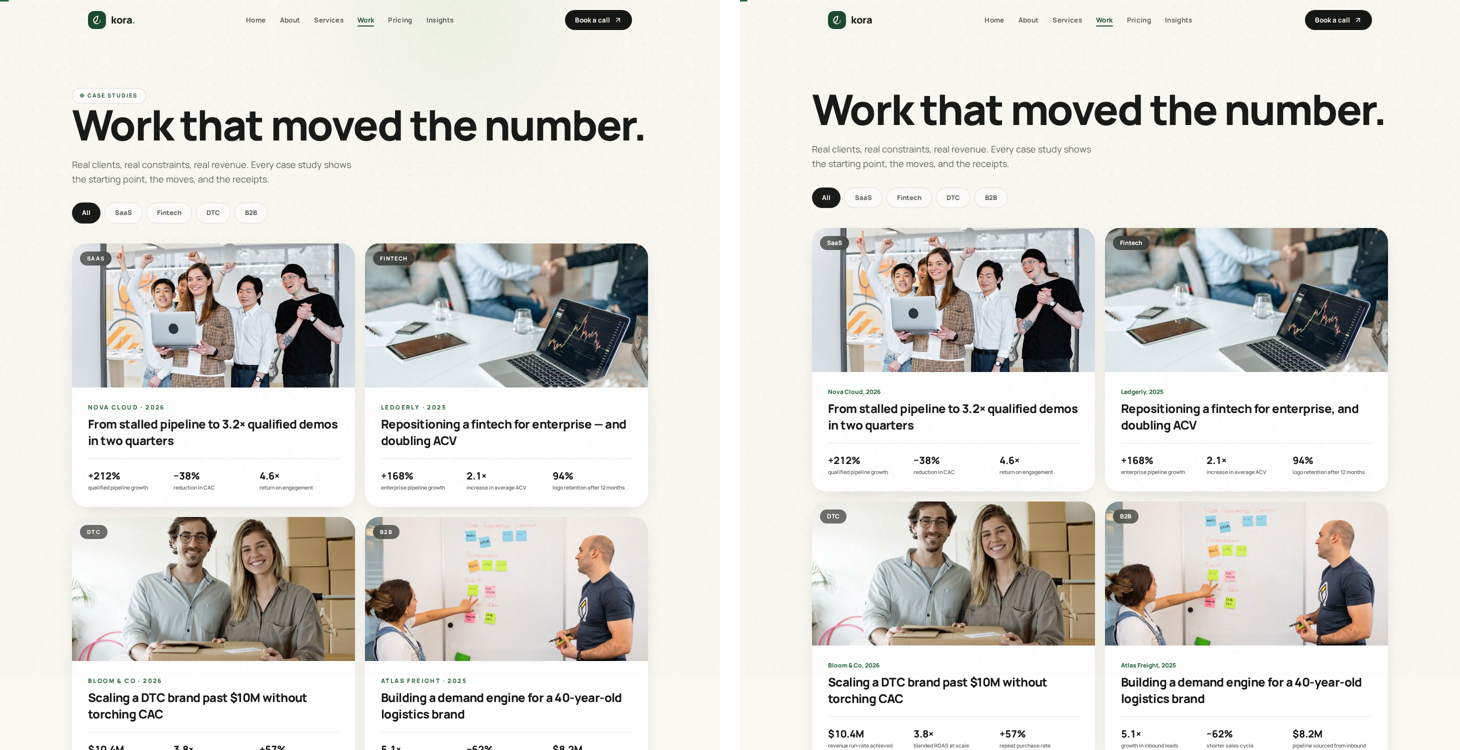 kora.
Home About Services Work Pricing Insights
Book a call
CASE STUDIES
Work that moved the number.
Real clients, real constraints, real revenue. Every case study shows
the starting point, the moves, and the receipts.
All SaaS Fintech DTC B2B
SAAS
NOVA CLOUD · 2026
From stalled pipeline to 3.2× qualified demos
in two quarters
+212% −38% 4.6×
qualified pipeline growth reduction in CAC return on engagement
FINTECH
LEDGERLY · 2025
Repositioning a fintech for enterprise — and
doubling ACV
+168% 2.1× 94%
enterprise pipeline growth increase in average ACV logo retention after 12 months
DTC
BLOOM & CO · 2026
Scaling a DTC brand past $10M without
torching CAC
$10.4M 3.8× +57%
B2B
ATLAS FREIGHT · 2025
Building a demand engine for a 40-year-old
logistics brand
5.1× −62% $8.2M
kora
Home About Services Work Pricing Insights
Book a call
Work that moved the number.
Real clients, real constraints, real revenue. Every case study shows
the starting point, the moves, and the receipts.
All SaaS Fintech DTC B2B
SaaS
Nova Cloud, 2026
From stalled pipeline to 3.2× qualified demos
in two quarters
+212% −38% 4.6×
qualified pipeline growth reduction in CAC return on engagement
Fintech
Ledgerly, 2025
Repositioning a fintech for enterprise, and
doubling ACV
+168% 2.1× 94%
enterprise pipeline growth increase in average ACV logo retention after 12 months
DTC
Bloom & Co, 2026
Scaling a DTC brand past $10M without
torching CAC
$10.4M 3.8× +57%
revenue run-rate achieved blended ROAS at scale repeat purchase rate
B2B
Atlas Freight, 2025
Building a demand engine for a 40-year-old
logistics brand
5.1× −62% $8.2M
growth in inbound leads shorter sales cycle pipeline sourced from inbound